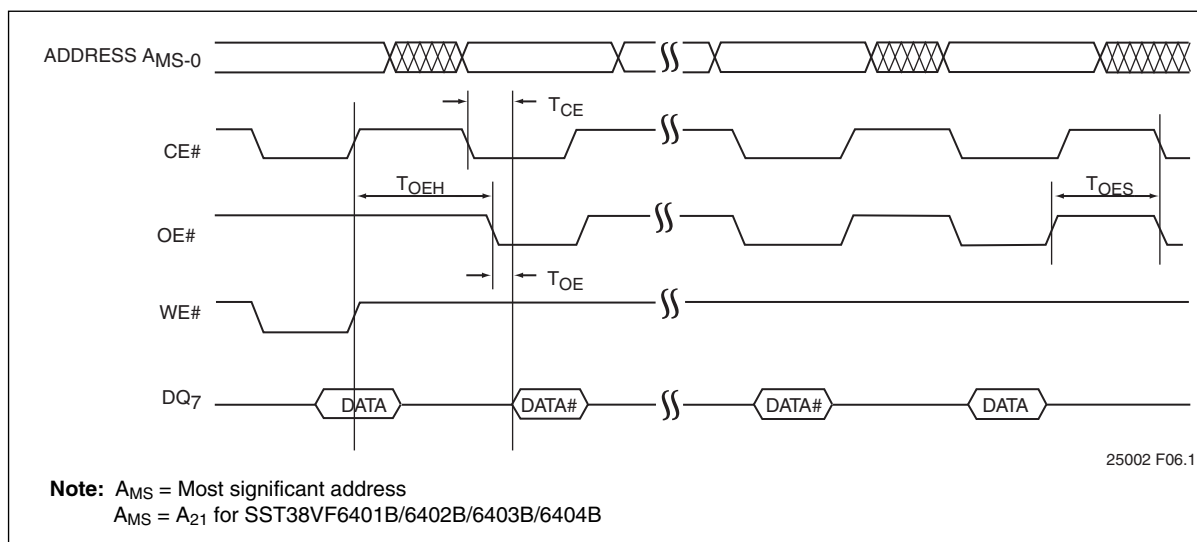 ADDRESS AMS-0
TCE
CE#
TOEH
TOES
OE#
TOE
WE#
DQ7
DATA
DATA#
DATA#
DATA
25002 F06.1
Note: AMS = Most significant address
AMS = A21 for SST38VF6401B/6402B/6403B/6404B